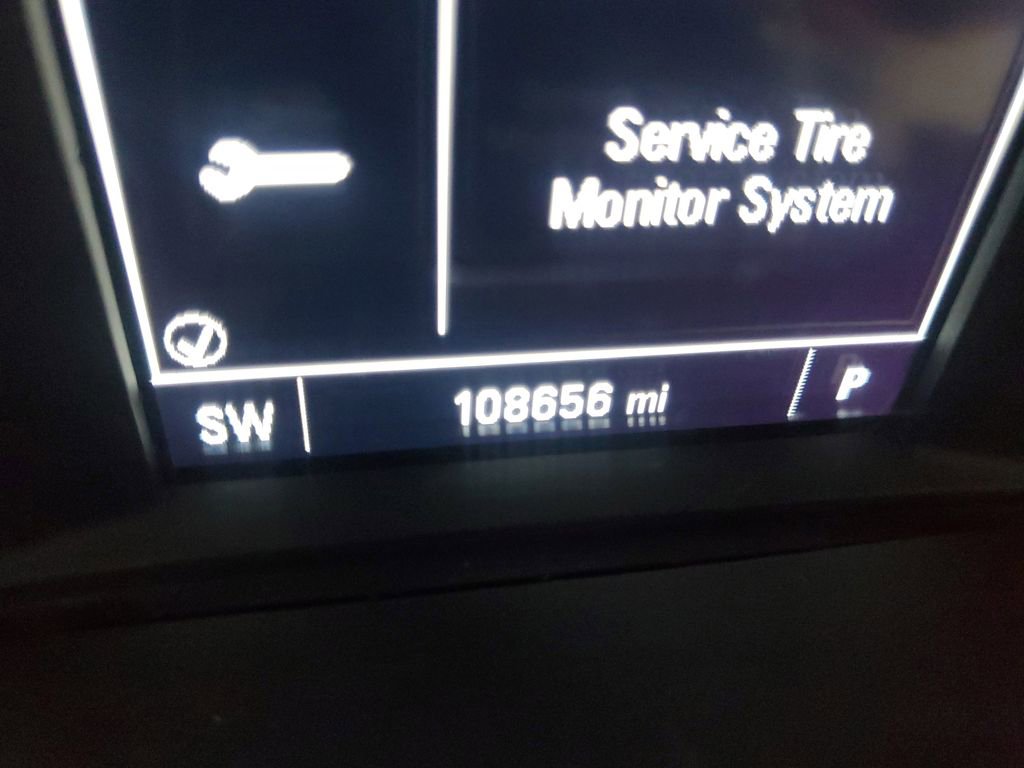 Service Tire
Monitor System
SW
108656 mi
P